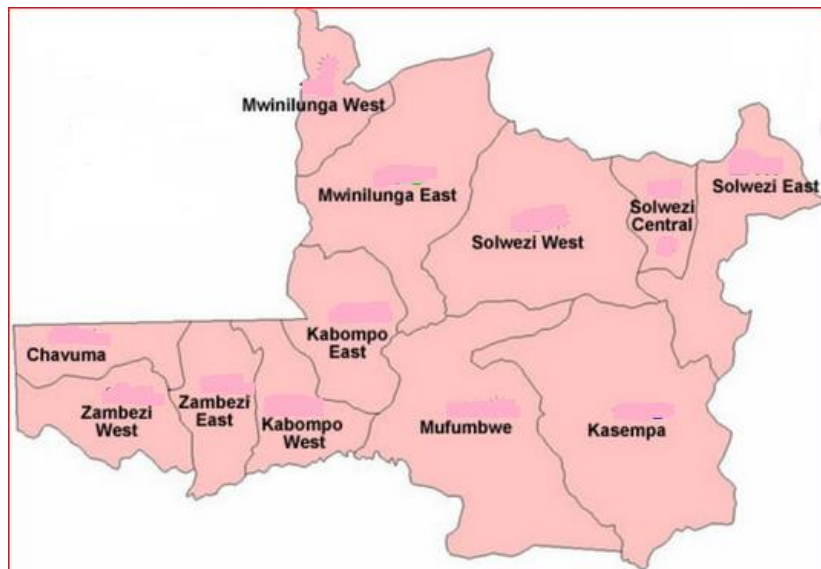 Mwinilunga West
Mwinilunga East
Solwezi West
Solwezi
Central
Solwezi East
Kabompo
East
Chavuma
Zambezi
West
Zambezi
East
Kabompo
West
Mufumbwe
Kasempa